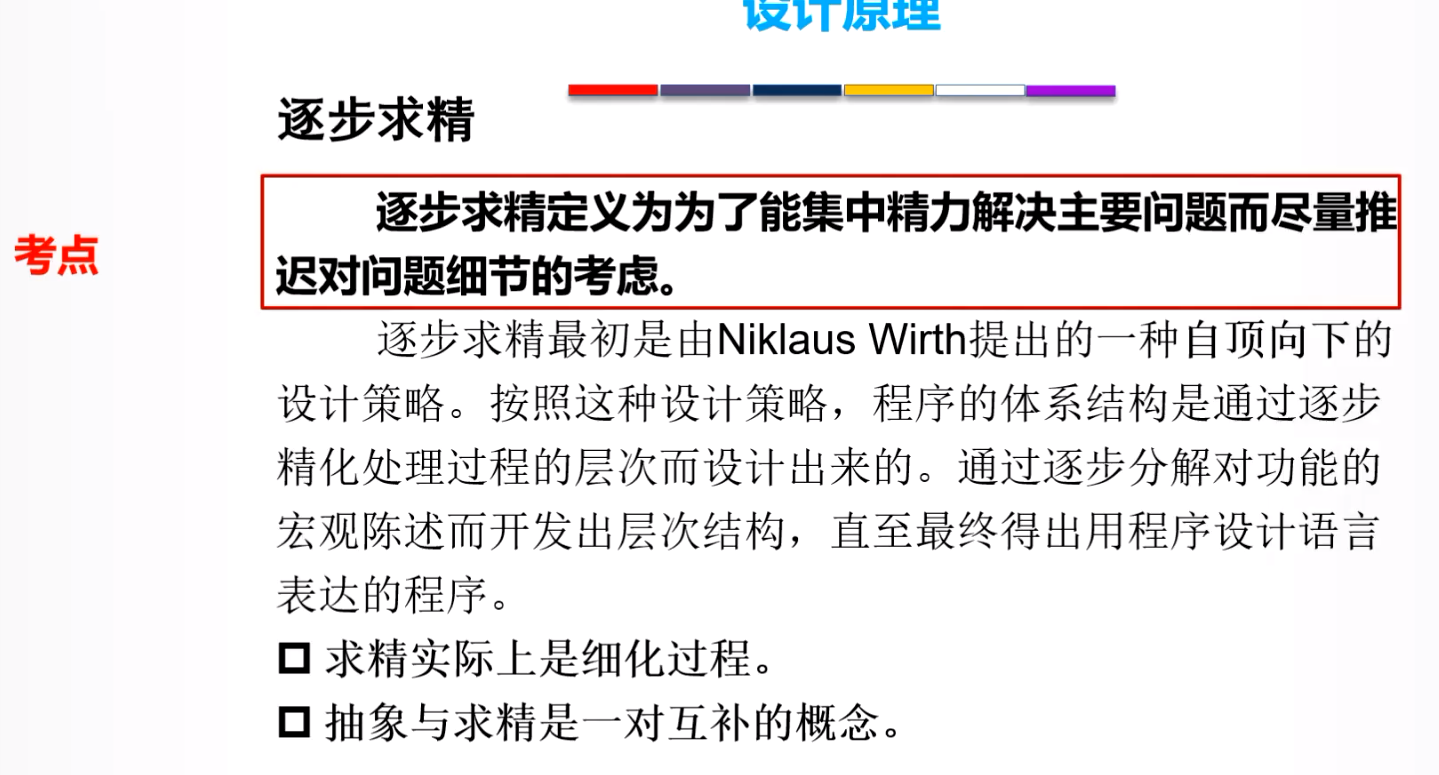 设计原理
逐步求精
逐步求精定义为为了能集中精力解决主要问题而尽量推
考点
迟对问题细节的考虑。
逐步求精最初是由Niklaus Wirth提出的一种自顶向下的
设计策略。按照这种设计策略，程序的体系结构是通过逐步
精化处理过程的层次而设计出来的。通过逐步分解对功能的
宏观陈述而开发出层次结构，直至最终得出用程序设计语言
表达的程序。
求精实际上是细化过程。
抽象与求精是一对互补的概念。